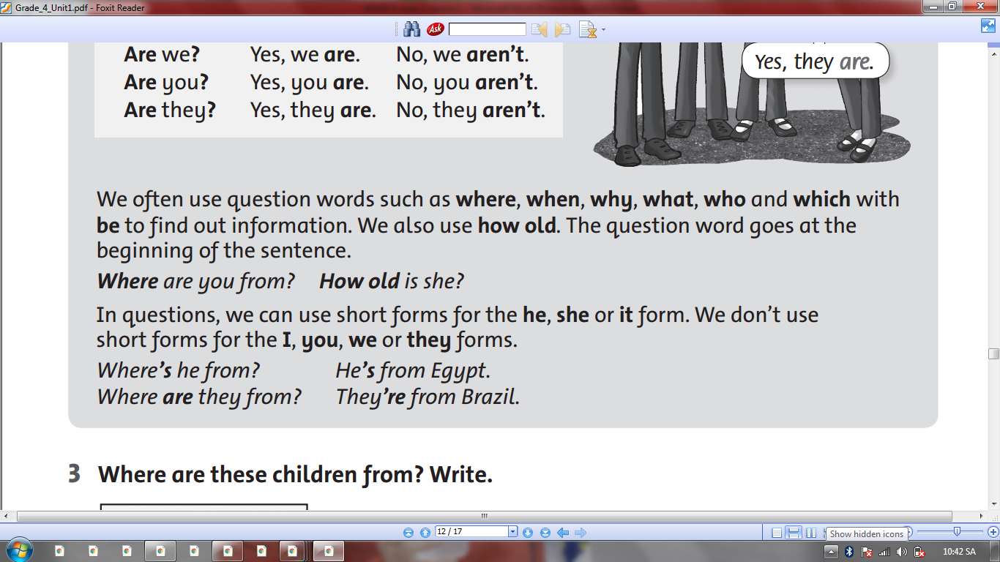 Grade_4_Unit1.pdf - Foxit Reader
Ask
Are we? Yes, we are. No, we aren't.
Are you? Yes, you are. No, you aren't.
Are they? Yes, they are. No, they aren't.
Yes, they are.
We often use question words such as where, when, why, what, who and which with
be to find out information. We also use how old. The question word goes at the
beginning of the sentence.
Where are you from? How old is she?
In questions, we can use short forms for the he, she or it form. We don't use
short forms for the I, you, we or they forms.
Where's he from? He's from Egypt.
Where are they from? They're from Brazil.
3 Where are these children from? Write.
12 / 17
Show hidden icons
10:42 SA